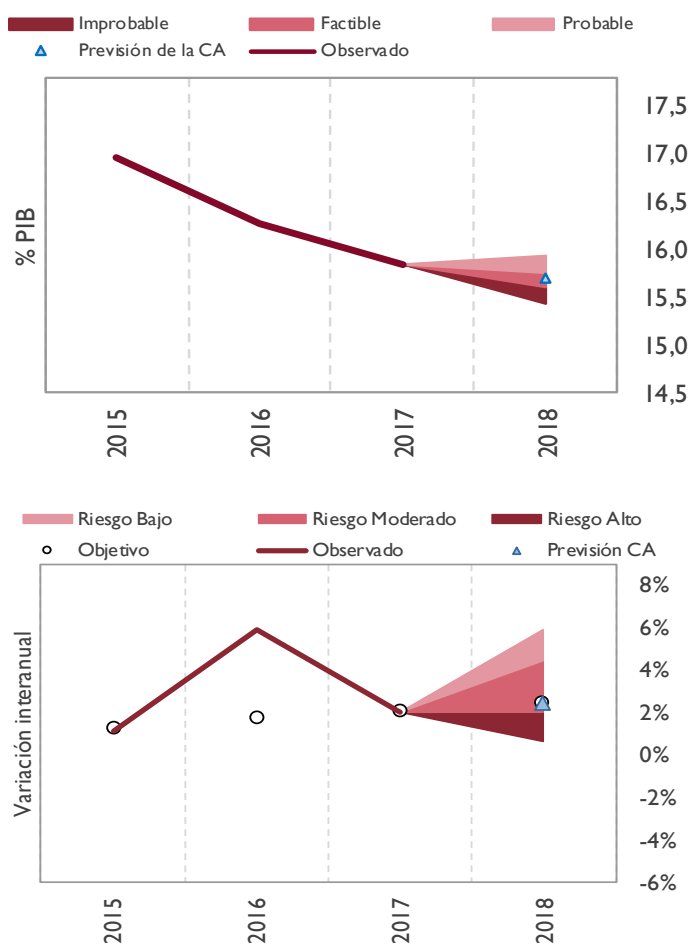 Improbable Factible Probable
Previsión de la CA Observado
% PIB
17,5
17,0
16,5
16,0
15,5
15,0
14,5
2015 2016 2017 2018
Riesgo Bajo Riesgo Moderado Riesgo Alto
Objetivo Observado Previsión CA
Variación interanual
8%
6%
4%
2%
0%
-2%
-4%
-6%
2015 2016 2017 2018